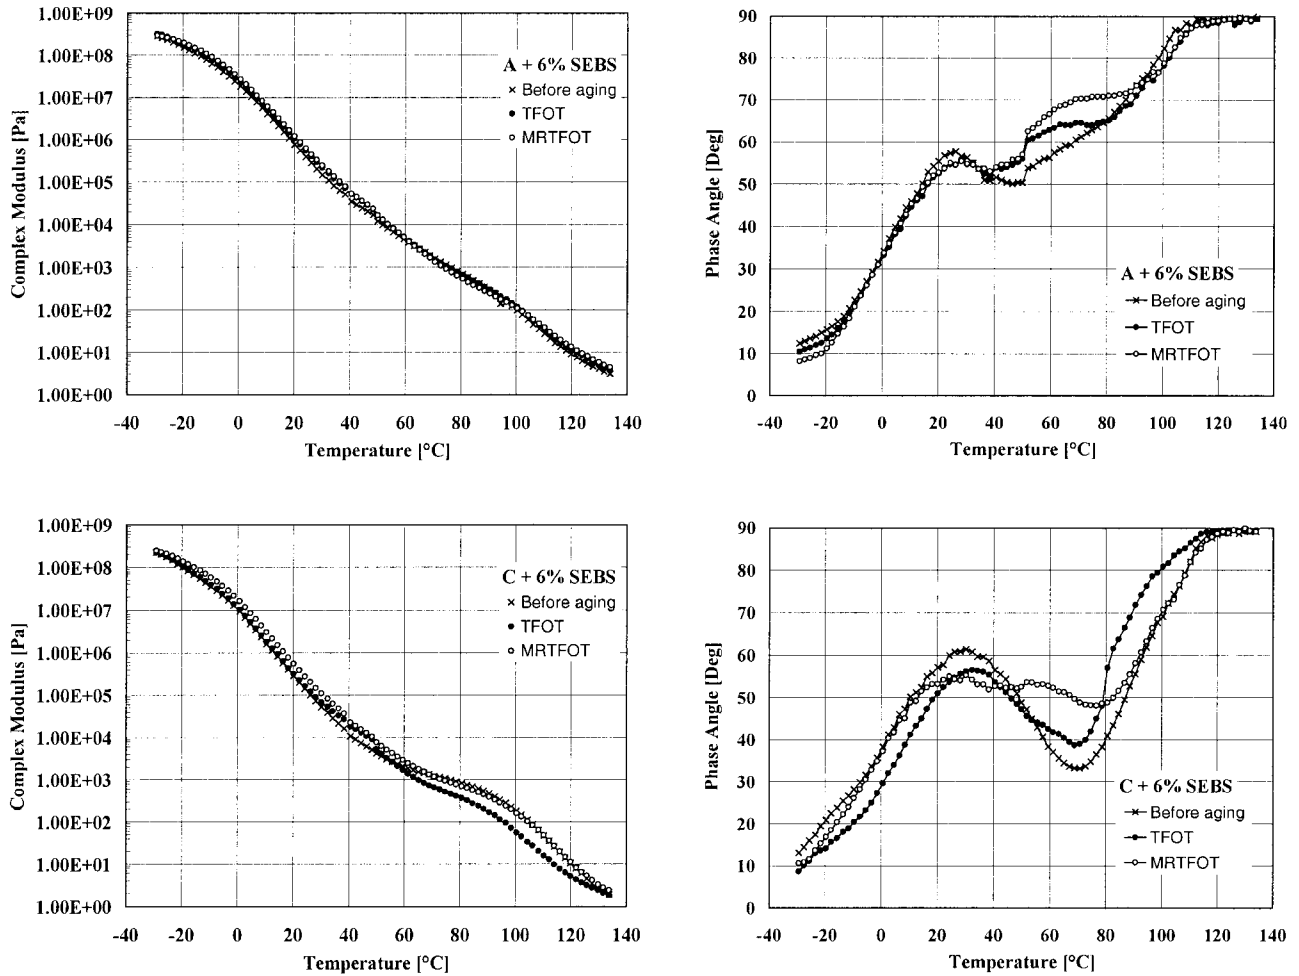 1.00E+09
1.00E+08
1.00E+07
1.00E+06
1.00E+05
1.00E+04
1.00E+03
1.00E+02
1.00E+01
1.00E+00
Complex Modulus [Pa]
A + 6% SEBS
Before aging
TFOT
MRTFOT
-40 -20 0 20 40 60 80 100 120 140
Temperature [°C]
90
80
70
60
50
40
30
20
10
0
Phase Angle [Deg]
A + 6% SEBS
Before aging
TFOT
MRTFOT
-40 -20 0 20 40 60 80 100 120 140
Temperature [°C]
1.00E+09
1.00E+08
1.00E+07
1.00E+06
1.00E+05
1.00E+04
1.00E+03
1.00E+02
1.00E+01
1.00E+00
Complex Modulus [Pa]
C + 6% SEBS
Before aging
TFOT
MRTFOT
-40 -20 0 20 40 60 80 100 120 140
Temperature [°C]
90
80
70
60
50
40
30
20
10
0
Phase Angle [Deg]
C + 6% SEBS
Before aging
TFOT
MRTFOT
-40 -20 0 20 40 60 80 100 120 140
Temperature [°C]